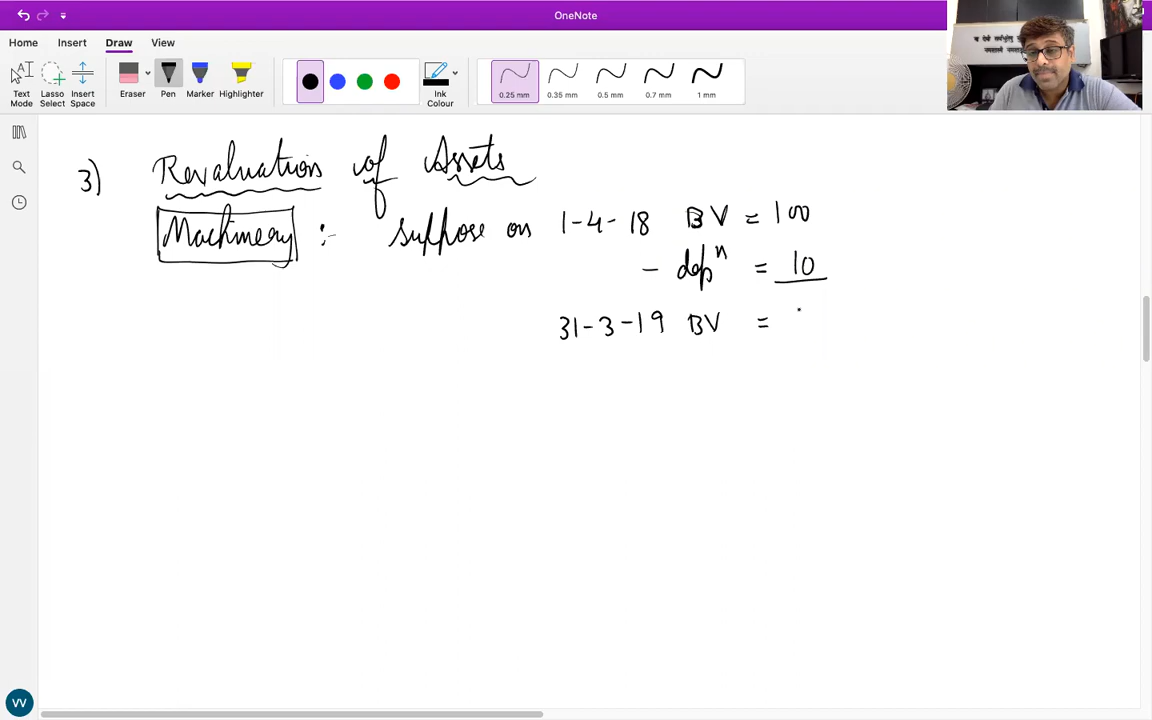 OneNote
Home Insert Draw View
Text Mode
Lasso Select
Insert Space
Eraser
Pen
Marker
Highlighter
Ink Colour
0.25 mm 0.35 mm 0.5 mm 0.7 mm 1 mm
3) Revaluation of Assets
Machinery :- suppose on 1-4-18 BV = 100
- depⁿ = 10
31-3-19 BV =
VV